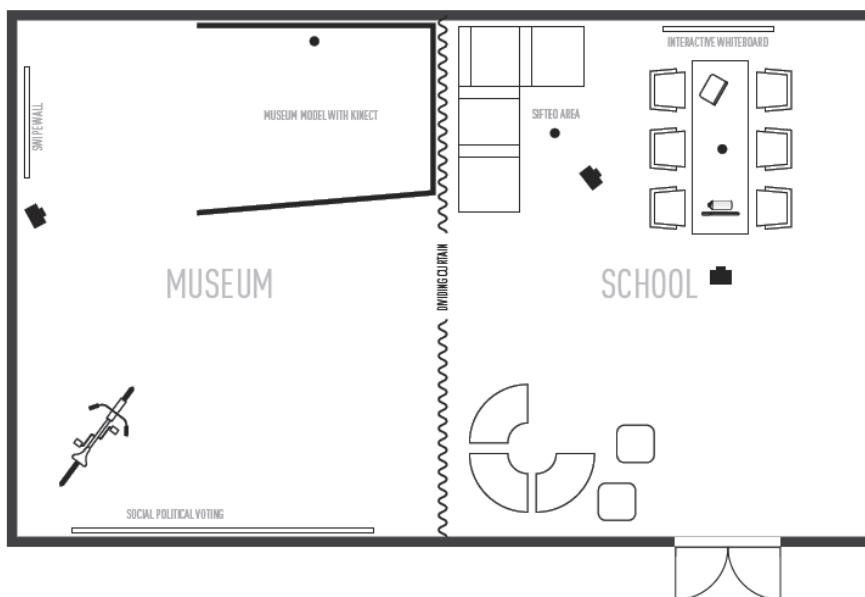 INTERACTIVE WHITEBOARD
SWIPE WALL
MUSEUM MODEL WITH KINECT
SIFTEO AREA
DIVIDING CURTAIN
MUSEUM
SCHOOL
SOCIAL POLITICAL VOTING